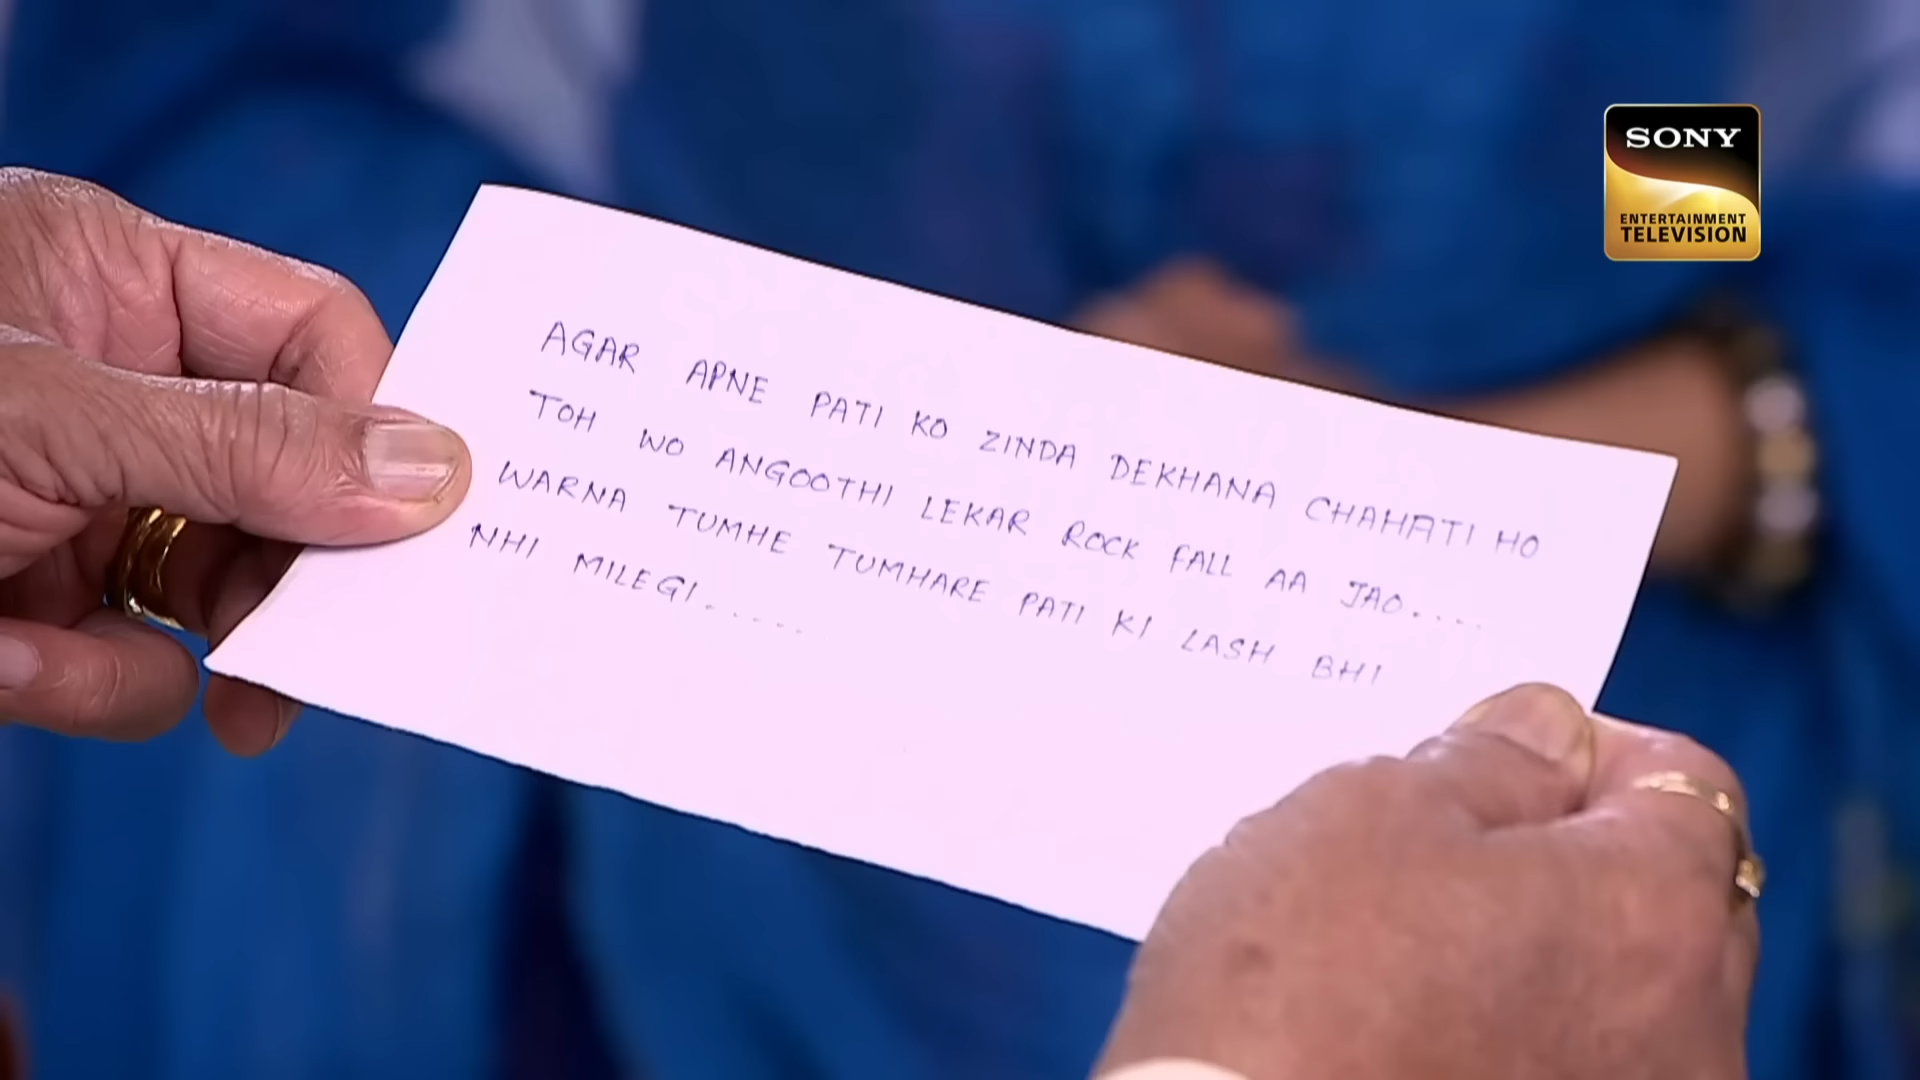 SONY
ENTERTAINMENT
TELEVISION
AGAR APNE PATI KO ZINDA DEKHANA CHAHATI HO
TOH WO ANGOOTHI LEKAR ROCK FALL AA JAO....
WARNA TUMHE TUMHARE PATI KI LASH BHI
NHI MILEGI.....